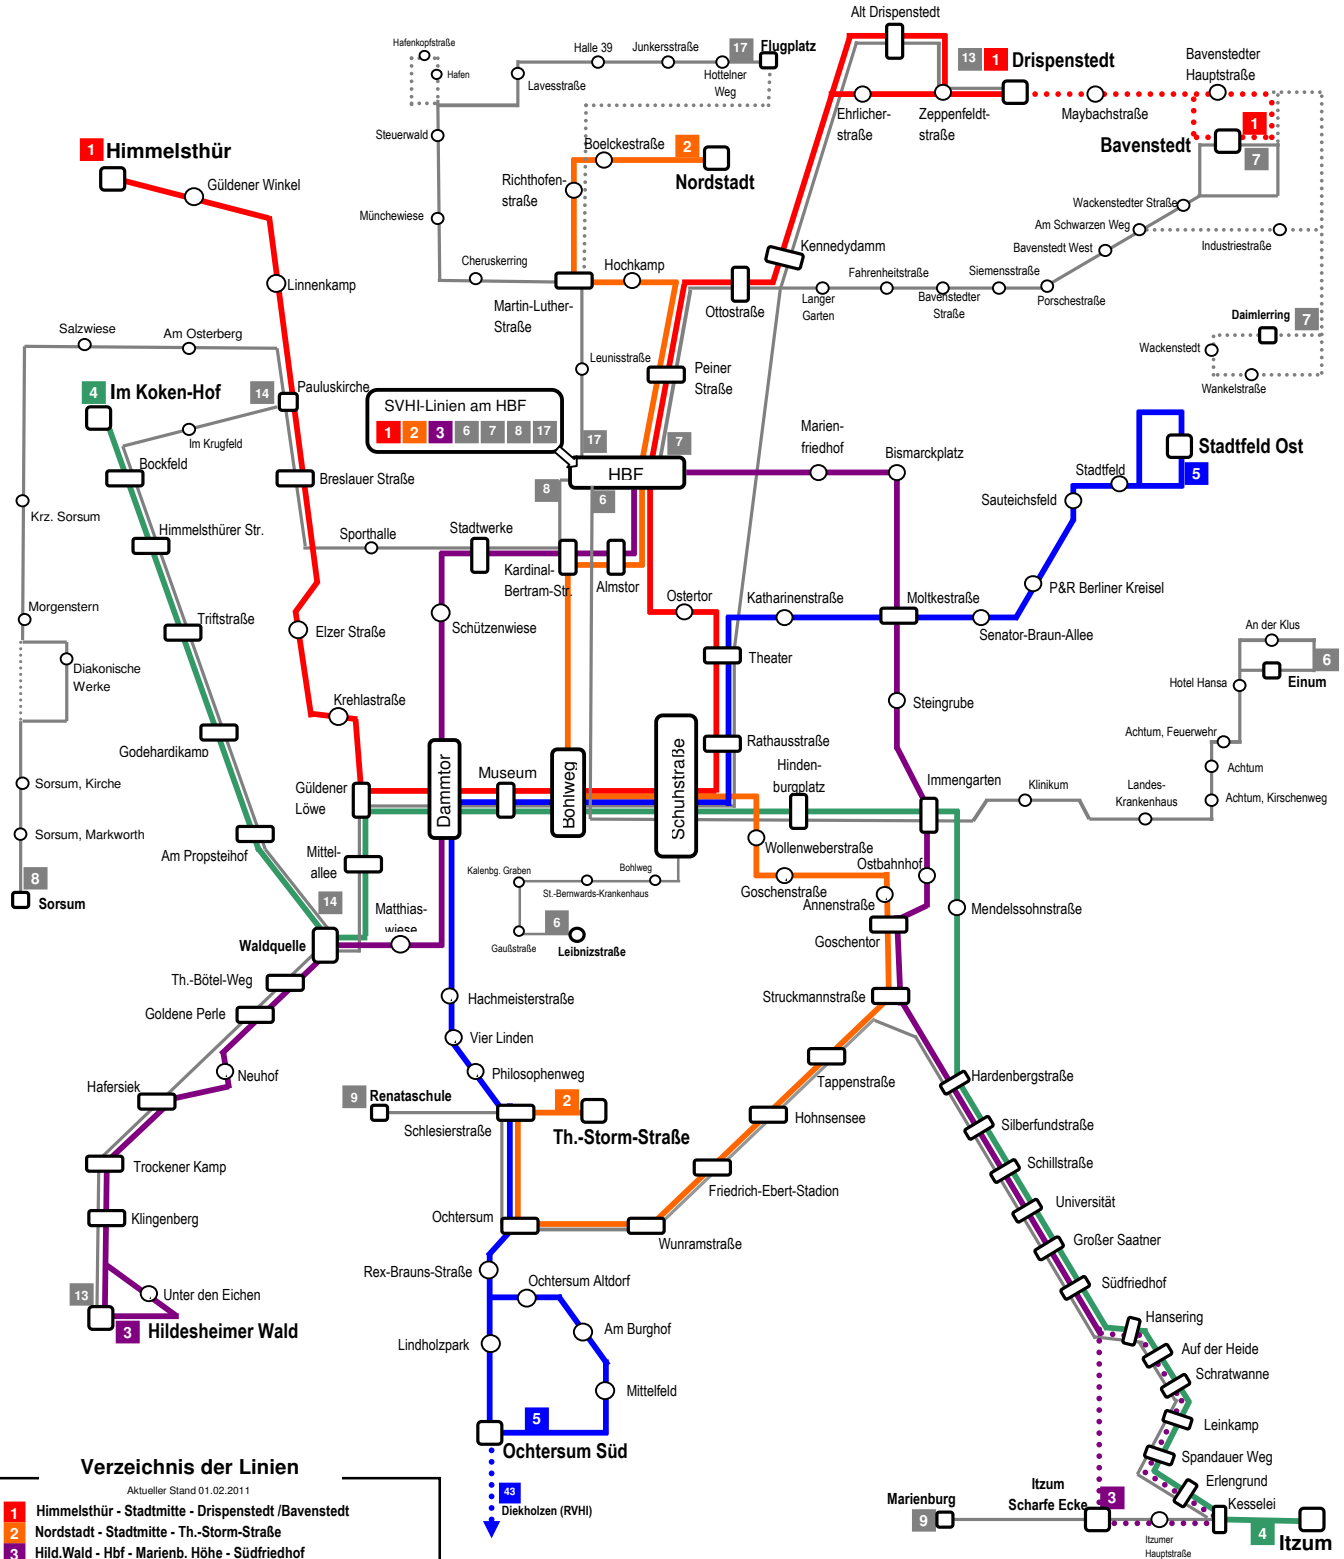 Alt Drispenstedt
Hafenkopfstraße
Hafen
Halle 39
Junkersstraße
17
Flugplatz
Lavesstraße
Hottelner
Weg
13
1
Drispenstedt
Bavenstedter
Hauptstraße
Ehrlicher-
straße
Zeppenfeldt-
straße
Maybachstraße
Steuerwald
1
Bavenstedt
7
1
Himmelsthür
Güldener Winkel
Boelckestraße
2
Nordstadt
Richthofen-
straße
Wackenstedter Straße
Münchewiese
Am Schwarzen Weg
Industriestraße
Kennedydamm
Bavenstedt West
Cheruskerring
Hochkamp
Fahrenheitstraße
Siemensstraße
Linnenkamp
Martin-Luther-
Straße
Ottostraße
Langer
Garten
Bavenstedter
Straße
Porschestraße
Daimlerring
7
Salzwiese
Am Osterberg
Leunisstraße
Wackenstedt
Peiner
Straße
Wankelstraße
4
Im Koken-Hof
14
Pauluskirche
SVHI-Linien am HBF
1
2
3
6
7
8
17
Im Krugfeld
Bockfeld
17
7
Marien-
friedhof
Bismarckplatz
Stadtfeld Ost
5
Stadtfeld
HBF
Breslauer Straße
8
6
Sauteichsfeld
Krz. Sorsum
Himmelsthürer Str.
Sporthalle
Stadtwerke
Kardinal-
Bertram-Str.
Almstor
P&R Berliner Kreisel
Morgenstern
Triftstraße
Elzer Straße
Schützenwiese
Ostertor
Katharinenstraße
Moltkestraße
Senator-Braun-Allee
An der Klus
6
Einum
Diakonische
Werke
Theater
Hotel Hansa
Krehlastraße
Steingrube
Godehardikamp
Rathausstraße
Achtum, Feuerwehr
Sorsum, Kirche
Güldener
Löwe
Dammtor
Museum
Bohlweg
Schuhstraße
Hinden-
burgplatz
Immengarten
Klinikum
Landes-
Krankenhaus
Achtum
Achtum, Kirschenweg
Sorsum, Markworth
Am Propsteihof
Mittel-
allee
Wollenweberstraße
Ostbahnhof
8
Sorsum
Kalenbg. Graben
St.-Bernwards-Krankenhaus
Bohlweg
Goschenstraße
Annenstraße
Mendelssohnstraße
14
Matthias-
wiese
6
Gaußstraße
Leibnizstraße
Waldquelle
Goschentor
Th.-Bötel-Weg
Hachmeisterstraße
Struckmannstraße
Goldene Perle
Vier Linden
Neuhof
Philosophenweg
Tappenstraße
Hardenbergstraße
Hafersiek
9
Renataschule
Schlesierstraße
2
Th.-Storm-Straße
Hohnsensee
Silberfundstraße
Trockener Kamp
Friedrich-Ebert-Stadion
Schillstraße
Klingenberg
Ochtersum
Wunramstraße
Universität
Großer Saatner
Rex-Brauns-Straße
Südfriedhof
13
Unter den Eichen
Ochtersum Altdorf
3
Hildesheimer Wald
Am Burghof
Hansering
Lindholzpark
Auf der Heide
Mittelfeld
Schratwanne
5
Ochtersum Süd
Leinkamp
Spandauer Weg
Erlengrund
43
Diekholzen (RVHI)
Marienburg
9
Itzum
Scharfe Ecke
3
Kesselei
Itzumer
Hauptstraße
4
Itzum
Verzeichnis der Linien
Aktueller Stand 01.02.2011
1 Himmelsthür - Stadtmitte - Drispenstedt /Bavenstedt
2 Nordstadt - Stadtmitte - Th.-Storm-Straße
3 Hild.Wald - Hbf - Marienb. Höhe - Südfriedhof